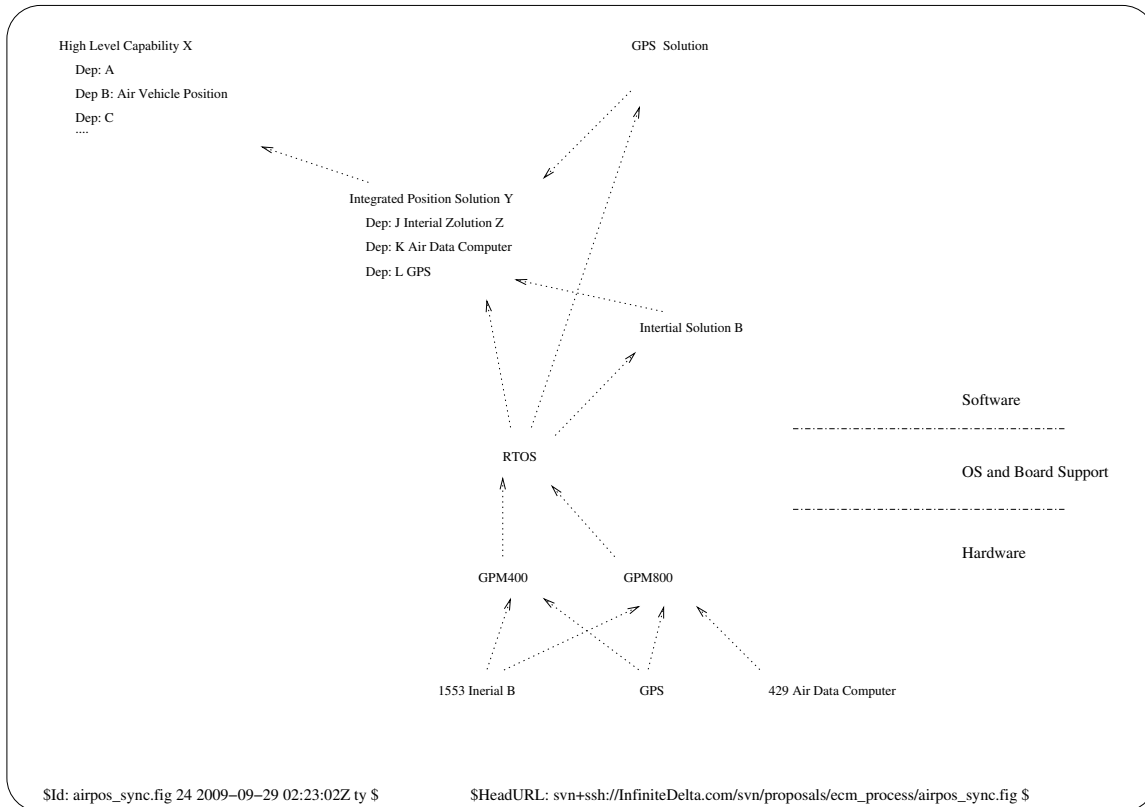 High Level Capability X
Dep: A
Dep B: Air Vehicle Position
Dep: C
....
GPS Solution
Integrated Position Solution Y
Dep: J Interial Zolution Z
Dep: K Air Data Computer
Dep: L GPS
Intertial Solution B
Software
RTOS
OS and Board Support
Hardware
GPM400
GPM800
1553 Inerial B
GPS
429 Air Data Computer
$Id: airpos_sync.fig 24 2009−09−29 02:23:02Z ty $
$HeadURL: svn+ssh://InfiniteDelta.com/svn/proposals/ecm_process/airpos_sync.fig $